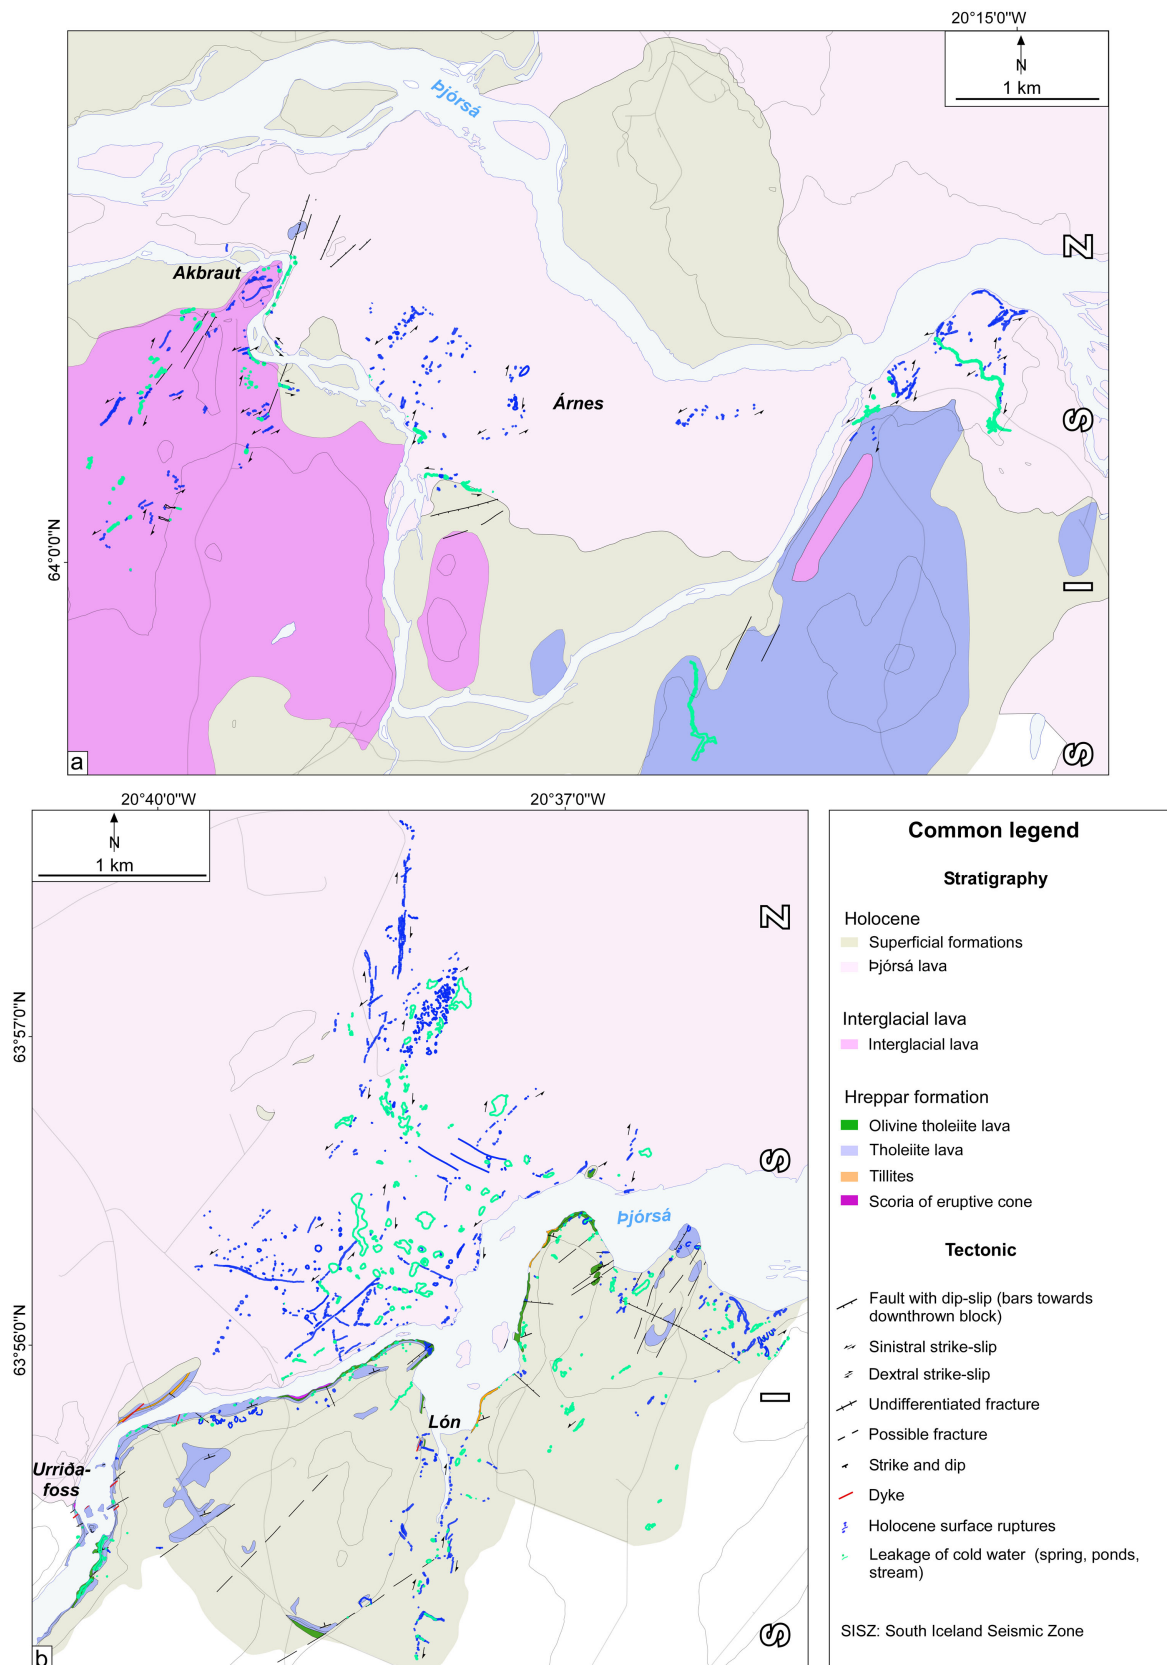 20°15'0"W
N
1 km
Þjórsá
Z
Akbraut
Árnes
S
64°0'0"N
I
S
a
20°40'0"W
20°37'0"W
N
1 km
Z
63°57'0"N
S
Þjórsá
63°56'0"N
I
Lón
Urriða-
foss
S
b
Common legend
Stratigraphy
Holocene
Superficial formations
Þjórsá lava
Interglacial lava
Interglacial lava
Hreppar formation
Olivine tholeiite lava
Tholeiite lava
Tillites
Scoria of eruptive cone
Tectonic
Fault with dip-slip (bars towards
downthrown block)
Sinistral strike-slip
Dextral strike-slip
Undifferentiated fracture
Possible fracture
Strike and dip
Dyke
Holocene surface ruptures
Leakage of cold water (spring, ponds,
stream)
SISZ: South Iceland Seismic Zone